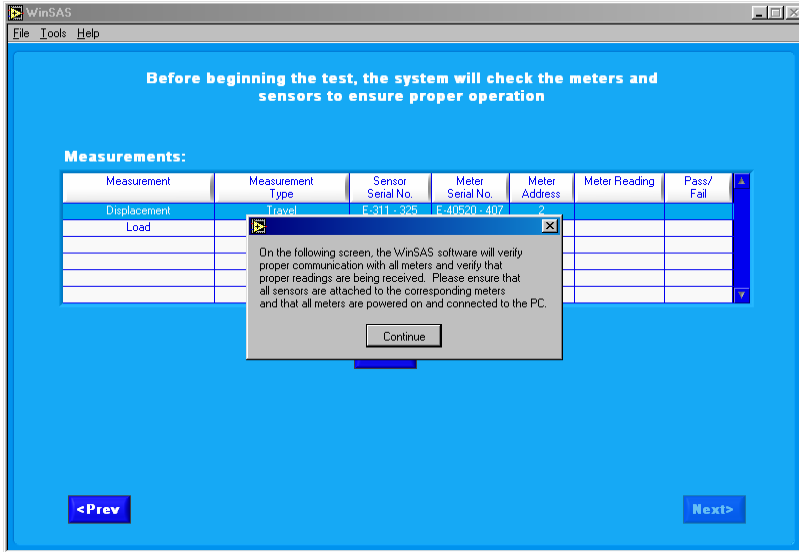 WinSAS
File Tools Help
Before beginning the test, the system will check the meters and
sensors to ensure proper operation
Measurements:
Measurement Measurement Type Sensor Serial No. Meter Serial No. Meter Address Meter Reading Pass/ Fail
Displacement Travel E-311 - 325 E-40520 - 407 2
Load
On the following screen, the WinSAS software will verify
proper communication with all meters and verify that
proper readings are being received. Please ensure that
all sensors are attached to the corresponding meters
and that all meters are powered on and connected to the PC.
Continue
<Prev
Next>